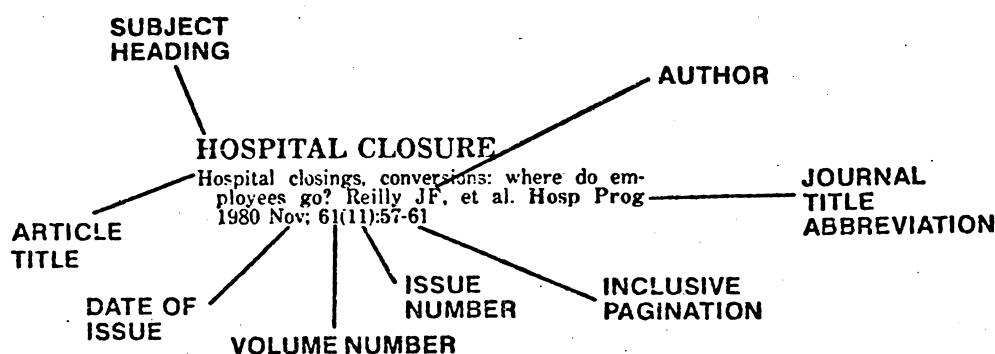 SUBJECT
HEADING
AUTHOR
HOSPITAL CLOSURE
Hospital closings, conversions: where do em-
ployees go? Reilly JF, et al. Hosp Prog
1980 Nov; 61(11):57-61
JOURNAL
TITLE
ABBREVIATION
ARTICLE
TITLE
DATE OF
ISSUE
VOLUME NUMBER
ISSUE
NUMBER
INCLUSIVE
PAGINATION